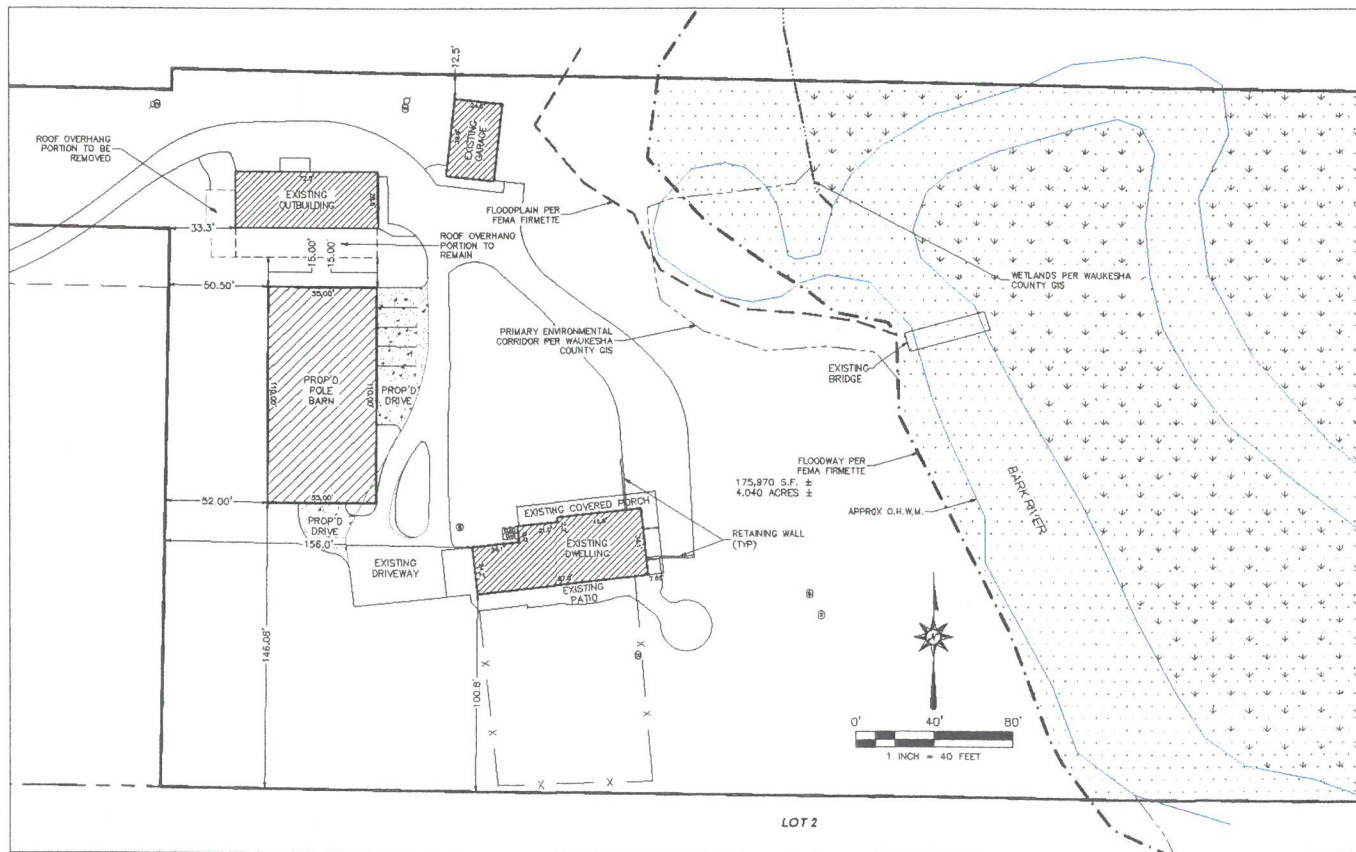 12.5'
ROOF OVERHANG
PORTION TO BE
REMOVED
EXISTING
GARAGE
EXISTING
OUTBUILDING
FLOODPLAIN PER
FEMA FIRMETTE
33.3'
15.00'
15.00'
ROOF OVERHANG
PORTION TO
REMAIN
WETLANDS PER WAUKESHA
COUNTY GIS
50.50'
PRIMARY ENVIRONMENTAL
CORRIDOR PER WAUKESHA
COUNTY GIS
EXISTING
BRIDGE
110.00'
PROP'D
POLE
BARN
110.00'
PROP'D
DRIVE
FLOODWAY PER
FEMA FIRMETTE
175,970 S.F. ±
4.040 ACRES ±
BARK RIVER
52.00'
PROP'D
DRIVE
156.0'
EXISTING COVERED PORCH
APPROX O.H.W.M.
RETAINING WALL
(TYP)
EXISTING
DWELLING
EXISTING
DRIVEWAY
EXISTING
PATIO
146.08'
100.8'
X
X
X
X
X
X
0'
40'
80'
1 INCH = 40 FEET
LOT 2